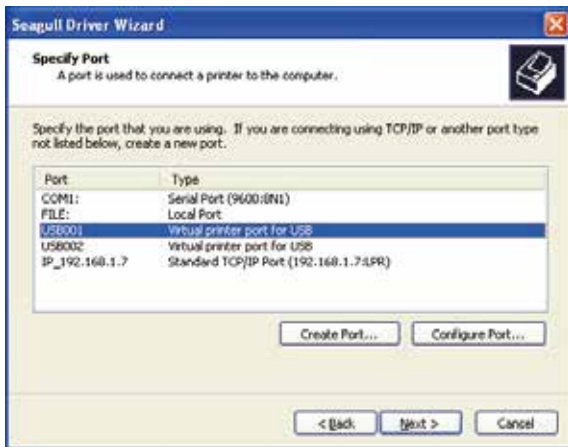 Seagull Driver Wizard
Specify Port
A port is used to connect a printer to the computer.
Specify the port that you are using. If you are connecting using TCP/IP or another port type
not listed below, create a new port.
Port Type
COM1: Serial Port (9600:8N1)
FILE: Local Port
USB001 Virtual printer port for USB
USB002 Virtual printer port for USB
IP_192.168.1.7 Standard TCP/IP Port (192.168.1.7:LPR)
Create Port... Configure Port...
< Back Next > Cancel